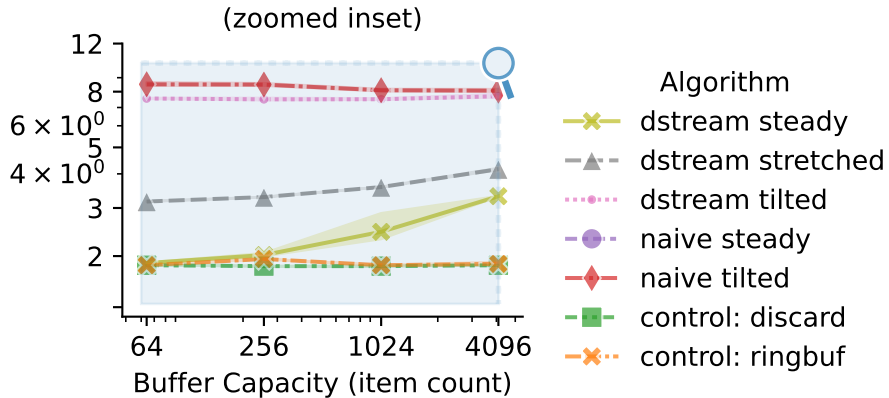 (zoomed inset)
12
8
6 × 10⁰
5
4 × 10⁰
3
2
64 256 1024 4096
Buffer Capacity (item count)
Algorithm
dstream steady
dstream stretched
dstream tilted
naive steady
naive tilted
control: discard
control: ringbuf